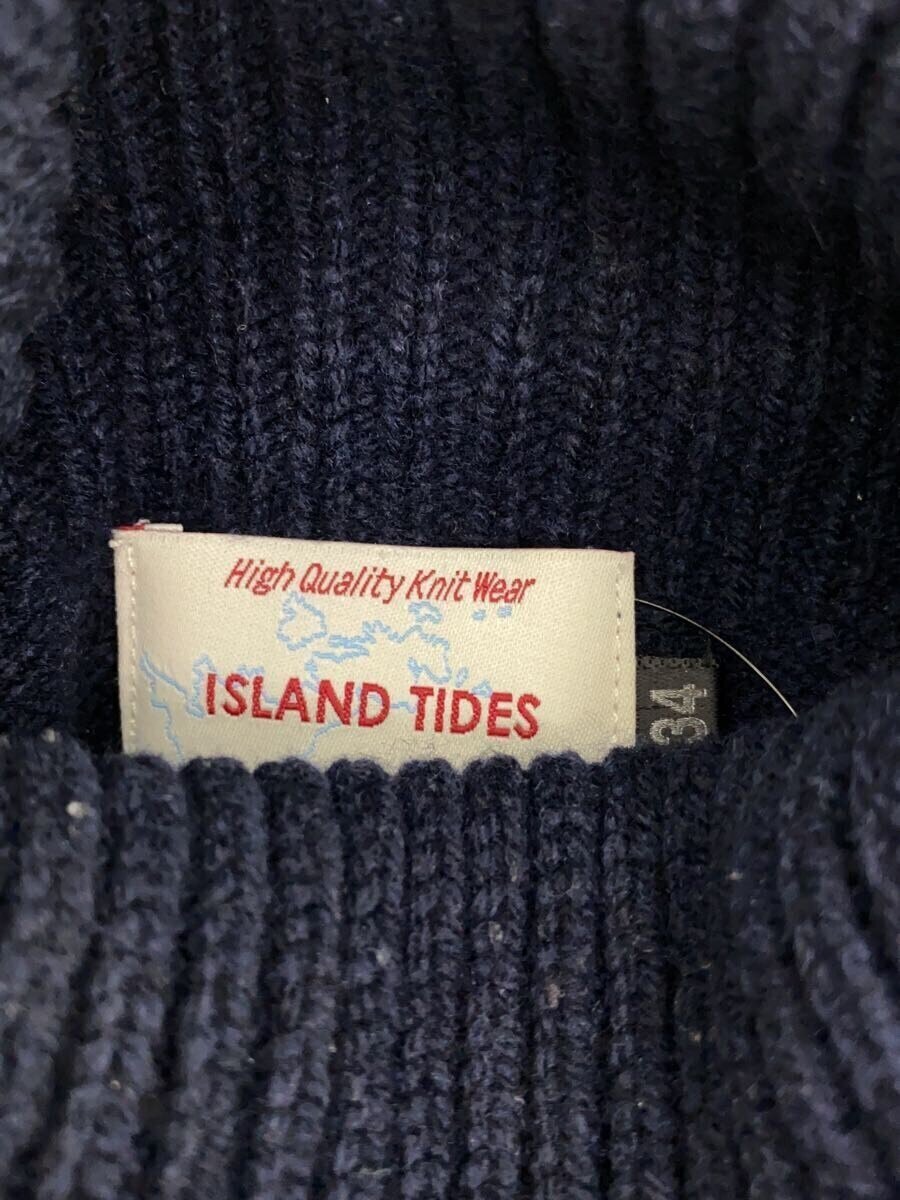 High Quality Knit Wear
ISLAND TIDES
34